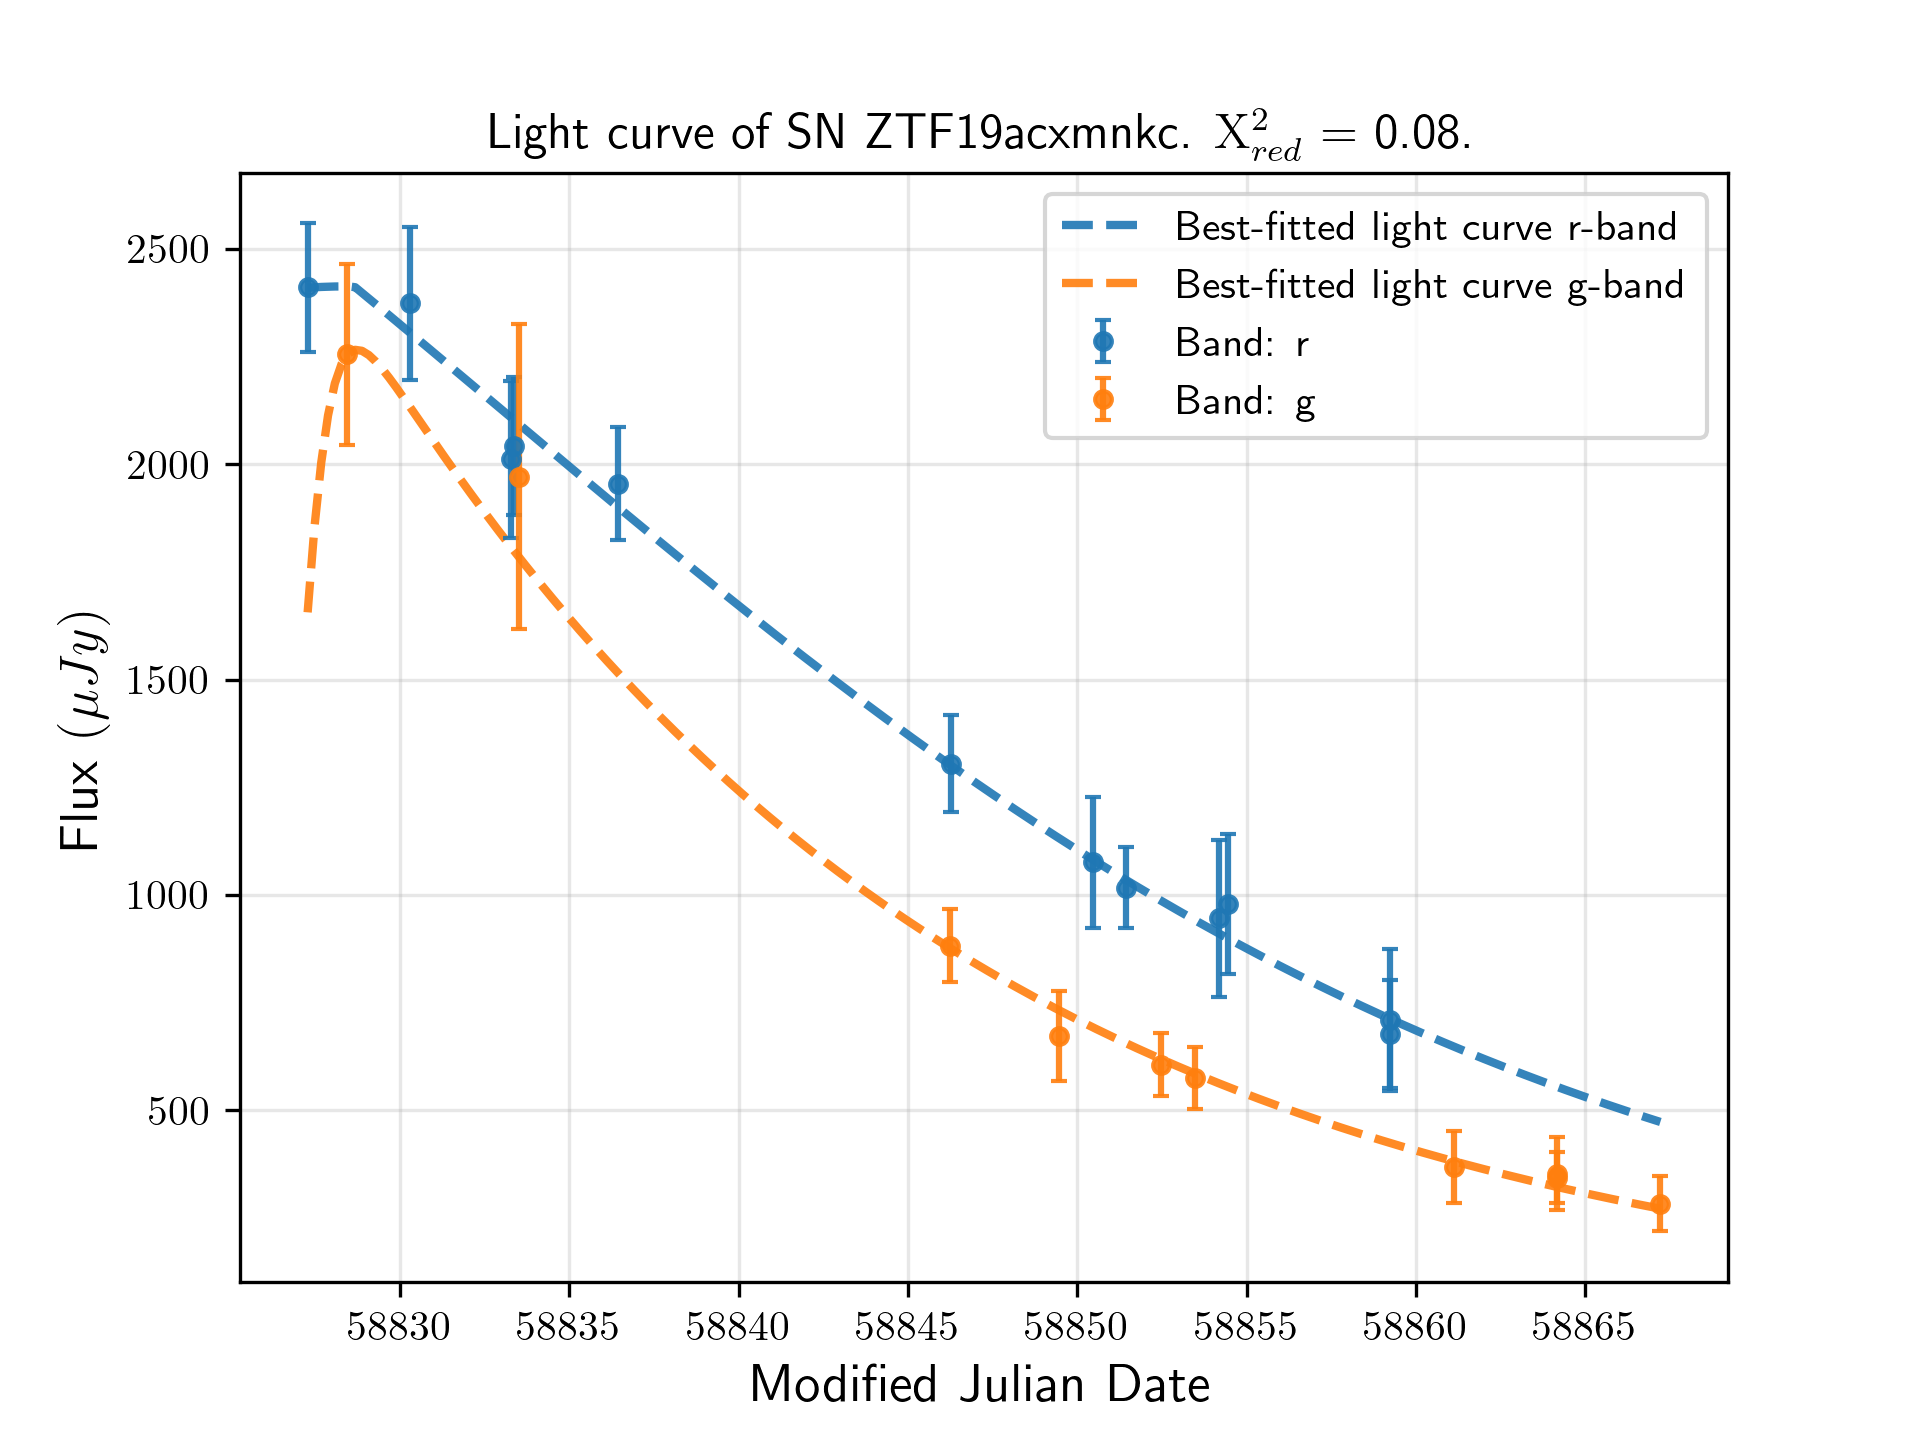 Light curve of SN ZTF19acxmnkc. X²_red = 0.08.
Best-fitted light curve r-band
Best-fitted light curve g-band
Band: r
Band: g
Flux (μJy)
2500
2000
1500
1000
500
58830 58835 58840 58845 58850 58855 58860 58865
Modified Julian Date